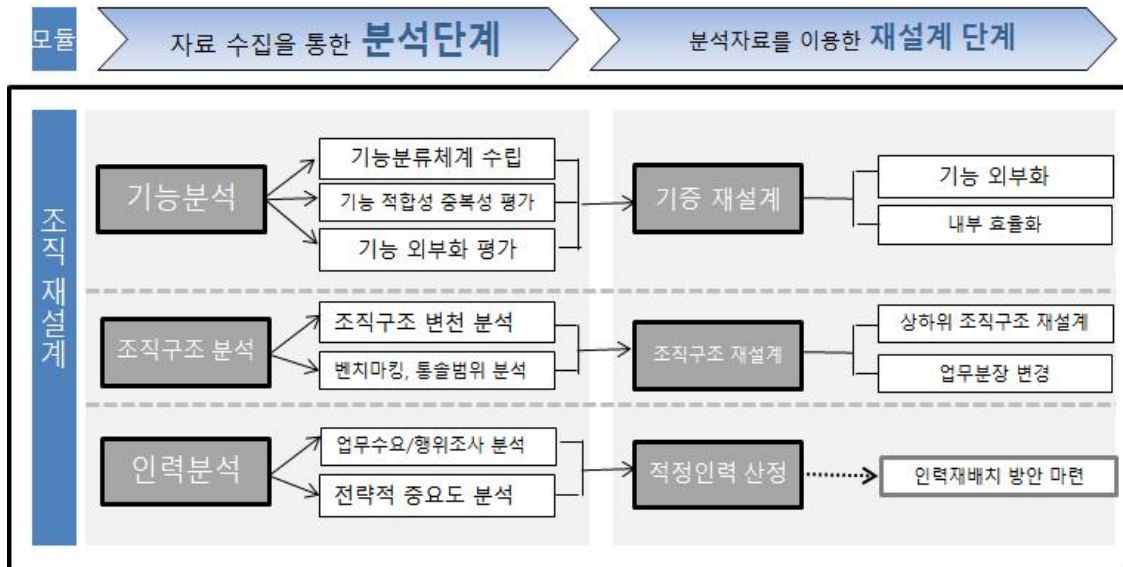 모듈
자료 수집을 통한 분석단계
분석자료를 이용한 재설계 단계
조직 재설계
기능분석
기능분류체계 수립
기능 적합성 중복성 평가
기능 외부화 평가
기증 재설계
기능 외부화
내부 효율화
조직구조 분석
조직구조 변천 분석
벤치마킹, 통솔범위 분석
조직구조 재설계
상하위 조직구조 재설계
업무분장 변경
인력분석
업무수요/행위조사 분석
전략적 중요도 분석
적정인력 산정
인력재배치 방안 마련